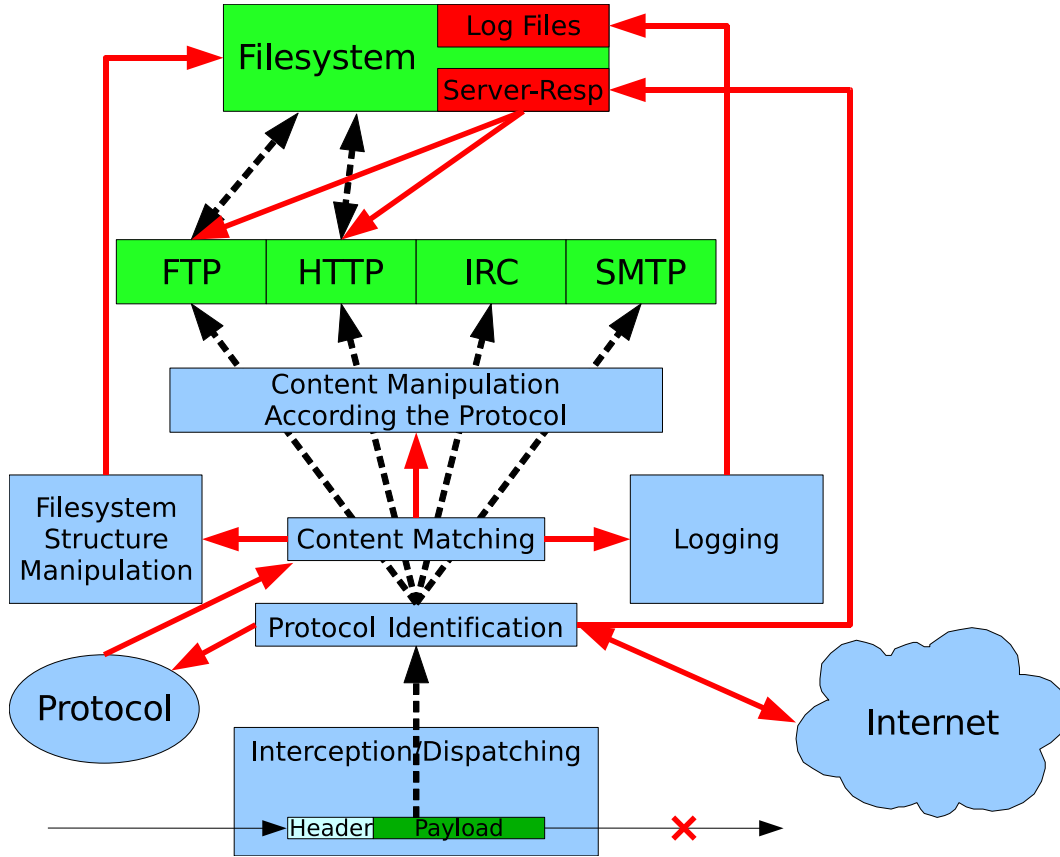 Log Files
Filesystem
Server-Resp
FTP
HTTP
IRC
SMTP
Content Manipulation
According the Protocol
Filesystem
Structure
Manipulation
Content Matching
Logging
Protocol Identification
Protocol
Internet
Interception/Dispatching
Header
Payload